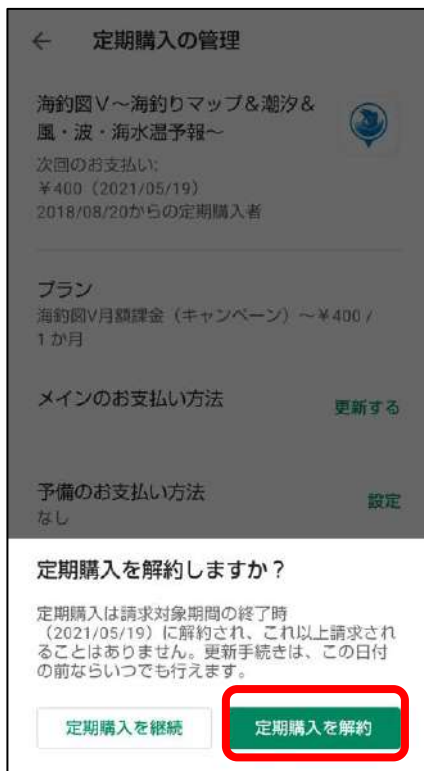 ← 定期購入の管理
海釣図Ⅴ～海釣りマップ&潮汐&
風・波・海水温予報～
次回のお支払い:
￥400（2021/05/19）
2018/08/20からの定期購入者
プラン
海釣図V月額課金（キャンペーン）～￥400 /
1 か月
メインのお支払い方法
更新する
予備のお支払い方法
設定
なし
定期購入を解約しますか？
定期購入は請求対象期間の終了時
（2021/05/19）に解約され、これ以上請求され
ることはありません。更新手続きは、この日付
の前ならいつでも行えます。
定期購入を継続
定期購入を解約